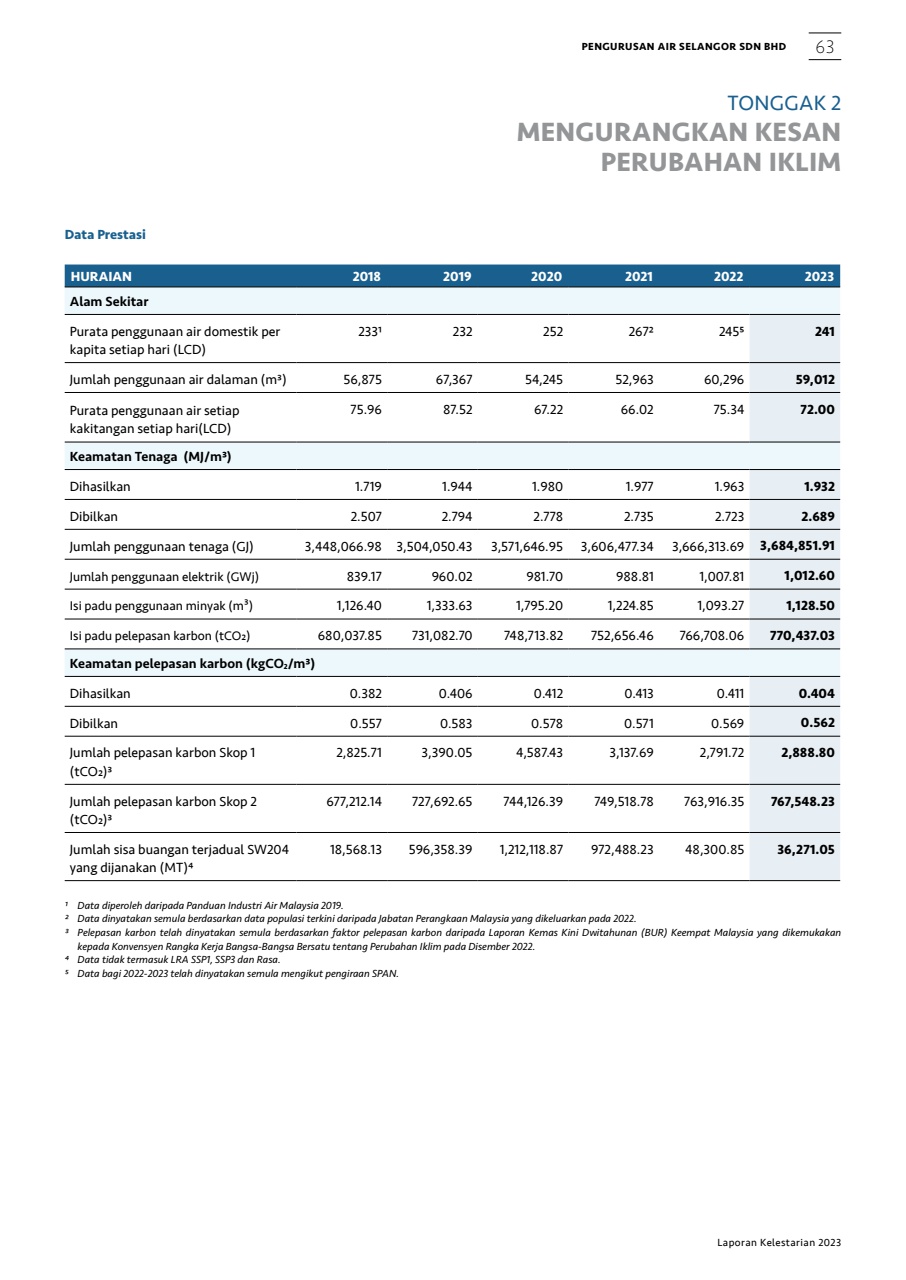 PENGURUSAN AIR SELANGOR SDN BHD 63
TONGGAK 2
MENGURANGKAN KESAN
PERUBAHAN IKLIM
Data Prestasi
HURAIAN 2018 2019 2020 2021 2022 2023
Alam Sekitar
Purata penggunaan air domestik per 233¹ 232 252 267² 245⁵ 241
kapita setiap hari (LCD)
Jumlah penggunaan air dalaman (m³) 56,875 67,367 54,245 52,963 60,296 59,012
Purata penggunaan air setiap 75.96 87.52 67.22 66.02 75.34 72.00
kakitangan setiap hari(LCD)
Keamatan Tenaga (MJ/m³)
Dihasilkan 1.719 1.944 1.980 1.977 1.963 1.932
Dibilkan 2.507 2.794 2.778 2.735 2.723 2.689
Jumlah penggunaan tenaga (GJ) 3,448,066.98 3,504,050.43 3,571,646.95 3,606,477.34 3,666,313.69 3,684,851.91
Jumlah penggunaan elektrik (GWj) 839.17 960.02 981.70 988.81 1,007.81 1,012.60
Isi padu penggunaan minyak (m³) 1,126.40 1,333.63 1,795.20 1,224.85 1,093.27 1,128.50
Isi padu pelepasan karbon (tCO₂) 680,037.85 731,082.70 748,713.82 752,656.46 766,708.06 770,437.03
Keamatan pelepasan karbon (kgCO₂/m³)
Dihasilkan 0.382 0.406 0.412 0.413 0.411 0.404
Dibilkan 0.557 0.583 0.578 0.571 0.569 0.562
Jumlah pelepasan karbon Skop 1 2,825.71 3,390.05 4,587.43 3,137.69 2,791.72 2,888.80
(tCO₂)³
Jumlah pelepasan karbon Skop 2 677,212.14 727,692.65 744,126.39 749,518.78 763,916.35 767,548.23
(tCO₂)³
Jumlah sisa buangan terjadual SW204 18,568.13 596,358.39 1,212,118.87 972,488.23 48,300.85 36,271.05
yang dijanakan (MT)⁴
¹ Data diperoleh daripada Panduan Industri Air Malaysia 2019.
² Data dinyatakan semula berdasarkan data populasi terkini daripada Jabatan Perangkaan Malaysia yang dikeluarkan pada 2022.
³ Pelepasan karbon telah dinyatakan semula berdasarkan faktor pelepasan karbon daripada Laporan Kemas Kini Dwitahunan (BUR) Keempat Malaysia yang dikemukakan
kepada Konvensyen Rangka Kerja Bangsa-Bangsa Bersatu tentang Perubahan Iklim pada Disember 2022.
⁴ Data tidak termasuk LRA SSP1, SSP3 dan Rasa.
⁵ Data bagi 2022-2023 telah dinyatakan semula mengikut pengiraan SPAN.
Laporan Kelestarian 2023